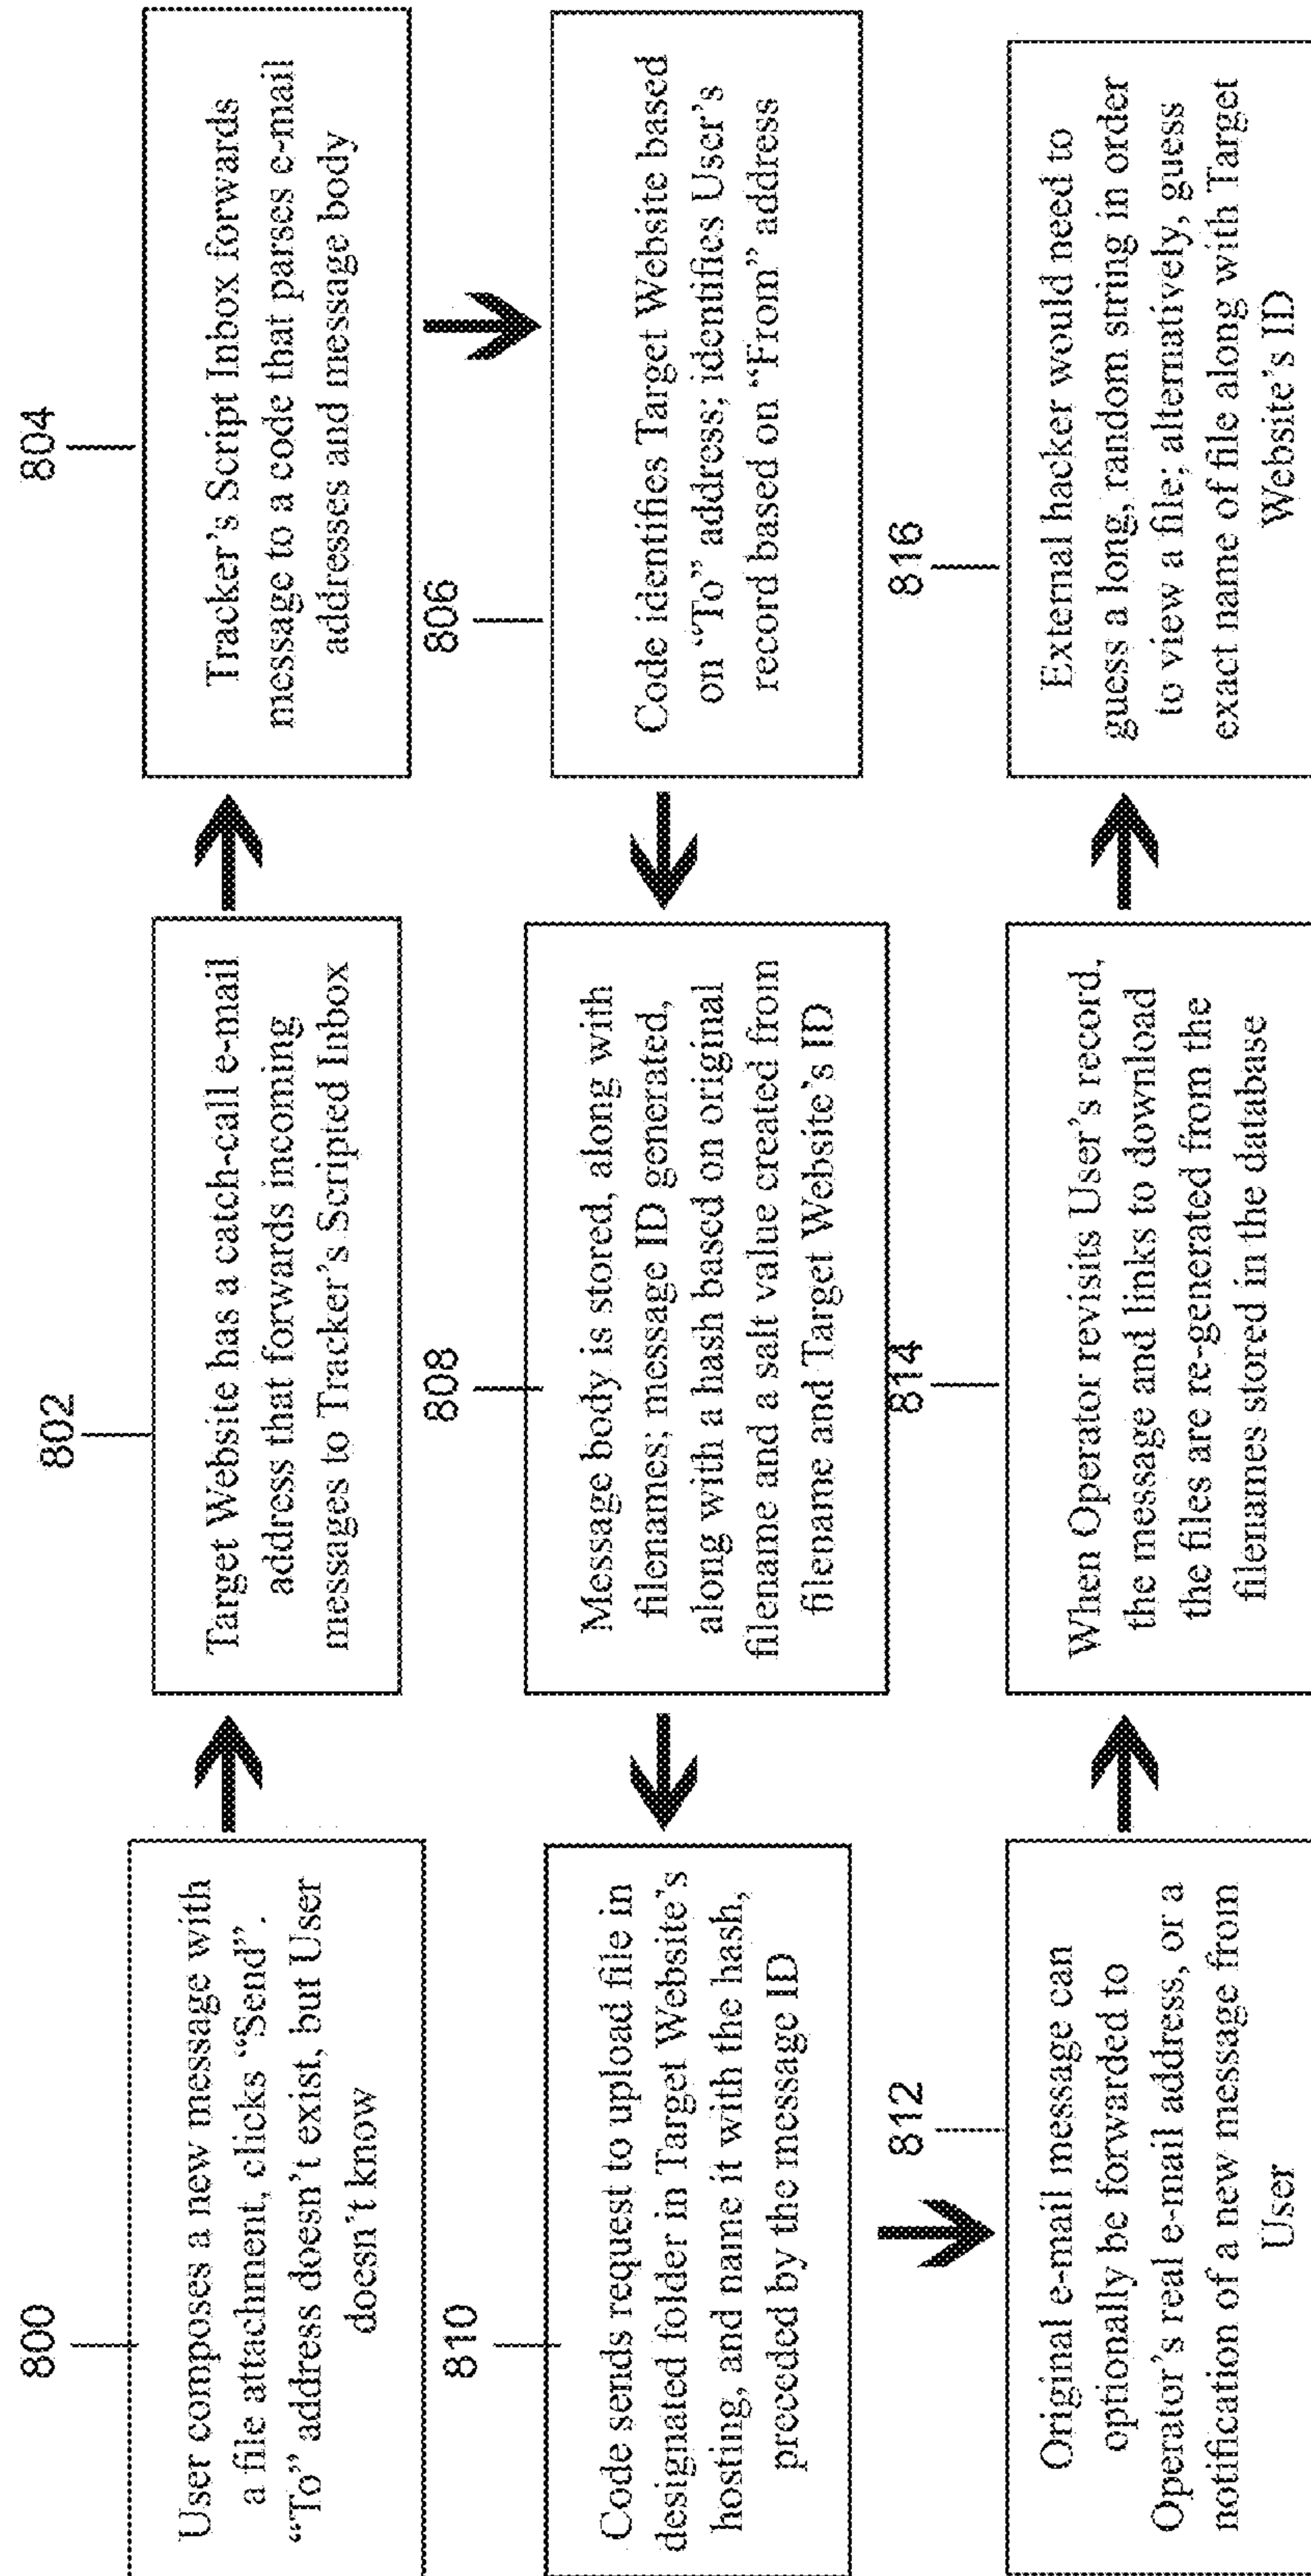 800
User composes a new message with
a file attachment, clicks “Send”.
“To” address doesn’t exist, but User
doesn’t know
802
Target Website has a catch-call e-mail
address that forwards incoming
messages to Tracker’s Scripted Inbox
804
Tracker’s Script Inbox forwards
message to a code that parses e-mail
addresses and message body
806
Code identifies Target Website based
on “To” address; identifies User’s
record based on “From” address
808
Message body is stored, along with
filenames; message ID generated,
along with a hash based on original
filename and a salt value created from
filename and Target Website’s ID
810
Code sends request to upload file in
designated folder in Target Website’s
hosting, and name it with the hash,
preceded by the message ID
812
Original e-mail message can
optionally be forwarded to
Operator’s real e-mail address, or a
notification of a new message from
User
814
When Operator revisits User’s record,
the message and links to download
the files are re-generated from the
filenames stored in the database
816
External hacker would need to
guess a long, random string in order
to view a file; alternatively, guess
exact name of file along with Target
Website’s ID